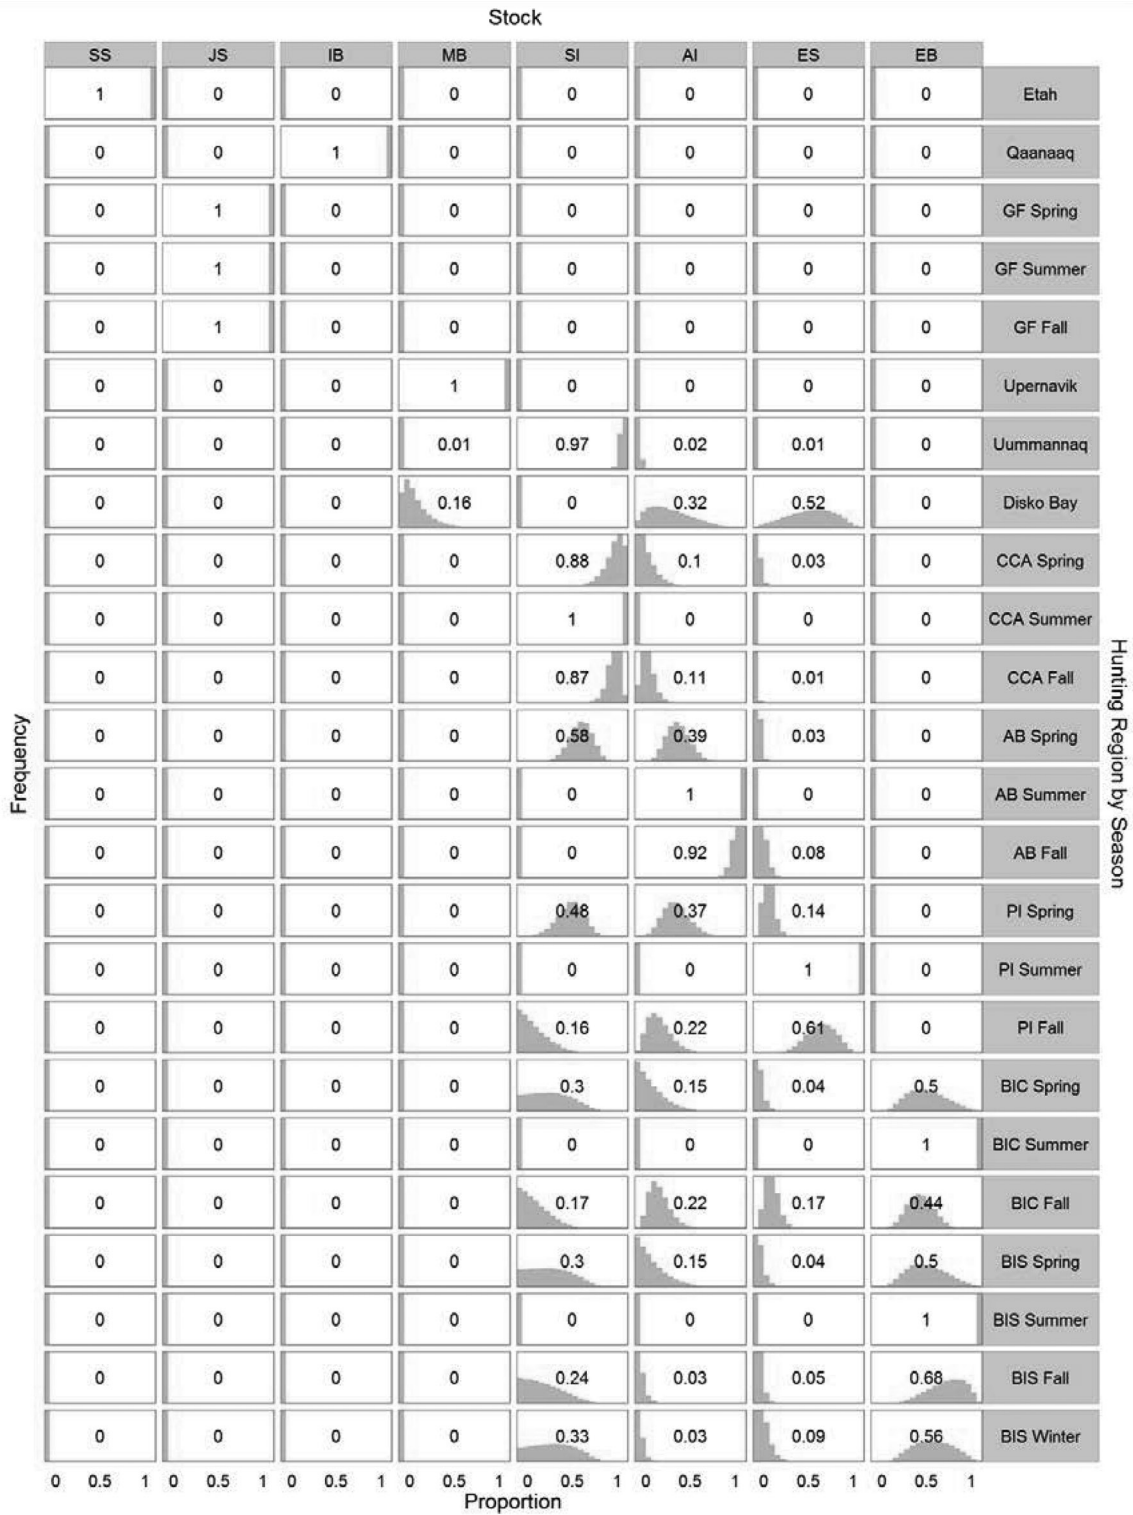 Stock
SS JS IB MB SI AI ES EB
1 0 0 0 0 0 0 0 Etah
0 0 1 0 0 0 0 0 Qaanaaq
0 1 0 0 0 0 0 0 GF Spring
0 1 0 0 0 0 0 0 GF Summer
0 1 0 0 0 0 0 0 GF Fall
0 0 0 1 0 0 0 0 Upernavik
0 0 0 0.01 0.97 0.02 0.01 0 Uummannaq
0 0 0 0.16 0 0.32 0.52 0 Disko Bay
0 0 0 0 0.88 0.1 0.03 0 CCA Spring
0 0 0 0 1 0 0 0 CCA Summer
0 0 0 0 0.87 0.11 0.01 0 CCA Fall
0 0 0 0 0.58 0.39 0.03 0 AB Spring
0 0 0 0 0 1 0 0 AB Summer
0 0 0 0 0 0.92 0.08 0 AB Fall
0 0 0 0 0.48 0.37 0.14 0 PI Spring
0 0 0 0 0 0 1 0 PI Summer
0 0 0 0 0.16 0.22 0.61 0 PI Fall
0 0 0 0 0.3 0.15 0.04 0.5 BIC Spring
0 0 0 0 0 0 0 1 BIC Summer
0 0 0 0 0.17 0.22 0.17 0.44 BIC Fall
0 0 0 0 0.3 0.15 0.04 0.5 BIS Spring
0 0 0 0 0 0 0 1 BIS Summer
0 0 0 0 0.24 0.03 0.05 0.68 BIS Fall
0 0 0 0 0.33 0.03 0.09 0.56 BIS Winter
0 0.5 1 0 0.5 1 0 0.5 1 0 0.5 1 0 0.5 1 0 0.5 1 0 0.5 1 0 0.5 1
Proportion
Frequency
Hunting Region by Season